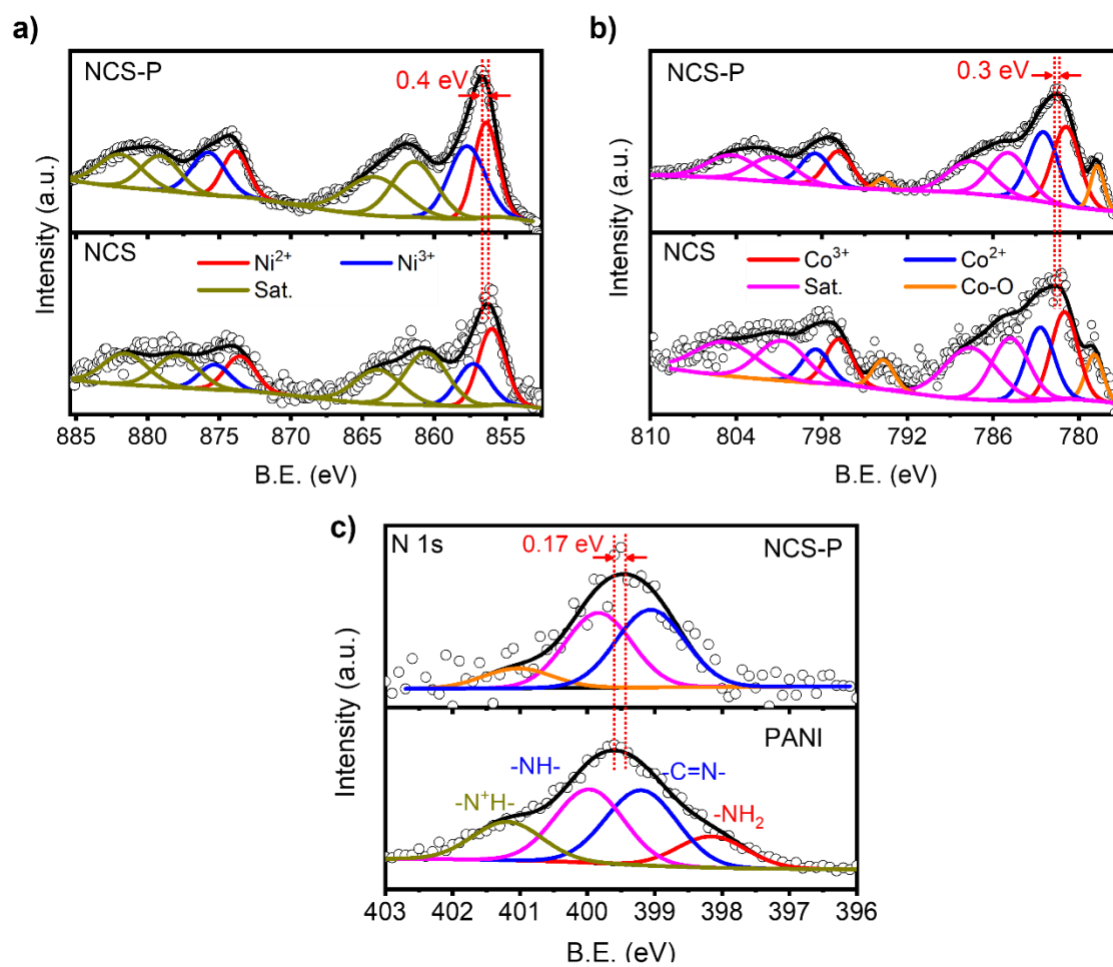 a)
NCS-P
0.4 eV
NCS
Ni²⁺
Ni³⁺
Sat.
Intensity (a.u.)
885 880 875 870 865 860 855
B.E. (eV)
b)
NCS-P
0.3 eV
NCS
Co³⁺
Co²⁺
Sat.
Co-O
Intensity (a.u.)
810 804 798 792 786 780
B.E. (eV)
c)
N 1s
0.17 eV
NCS-P
PANI
-NH-
-C=N-
-N⁺H-
-NH₂
Intensity (a.u.)
403 402 401 400 399 398 397 396
B.E. (eV)